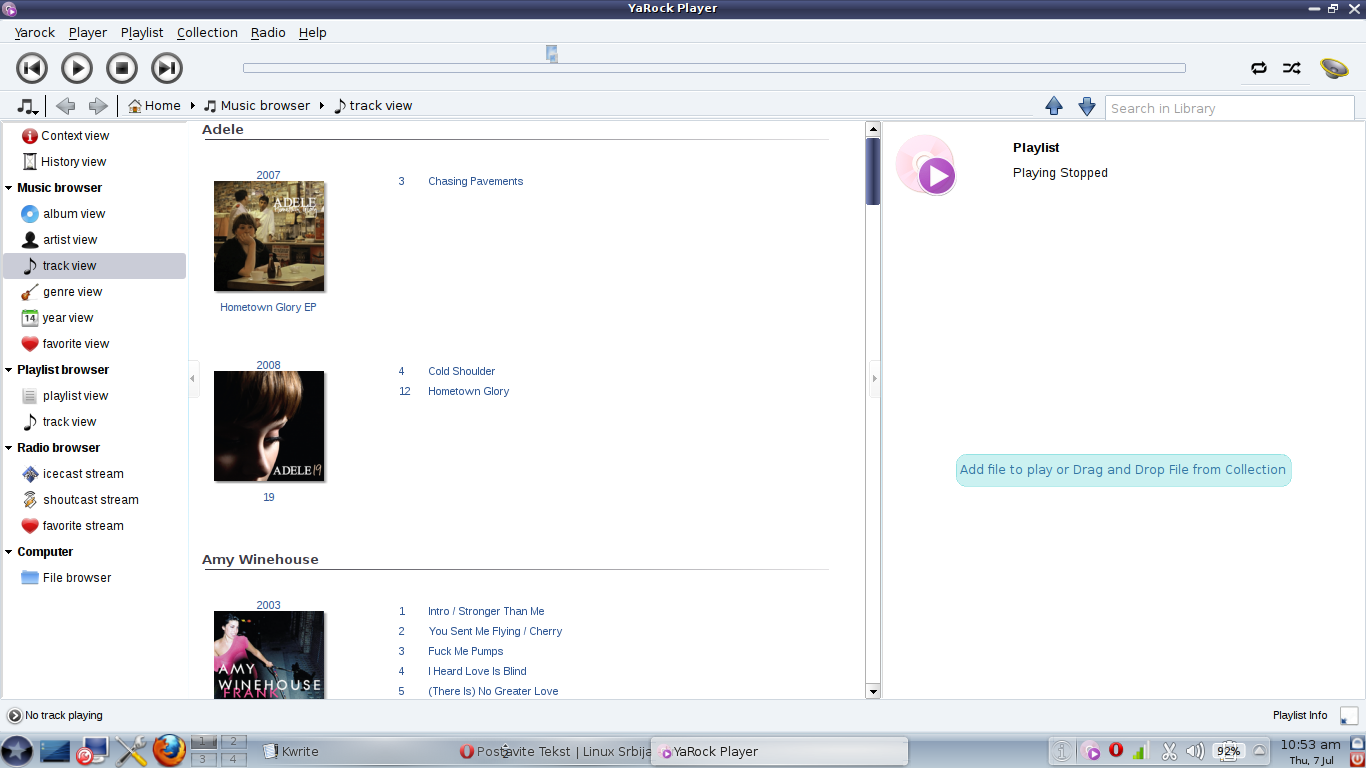 YaRock Player
Yarock Player Playlist Collection Radio Help
Home Music browser track view
Search in Library
Context view
History view
Music browser
album view
artist view
track view
genre view
14
year view
favorite view
Playlist browser
playlist view
track view
Radio browser
icecast stream
shoutcast stream
favorite stream
Computer
File browser
Adele
2007
ADELE
Hometown Glory EP
3 Chasing Pavements
2008
ADELE 19
19
4 Cold Shoulder
12 Hometown Glory
Amy Winehouse
2003
AMY
WINEHOUSE
FRANK
1 Intro / Stronger Than Me
2 You Sent Me Flying / Cherry
3 Fuck Me Pumps
4 I Heard Love Is Blind
5 (There Is) No Greater Love
Playlist
Playing Stopped
Add file to play or Drag and Drop File from Collection
No track playing
Playlist Info
1 2
3 4
Kwrite
Postavite Tekst | Linux Srbija
YaRock Player
92%
10:53 am
Thu, 7 Jul